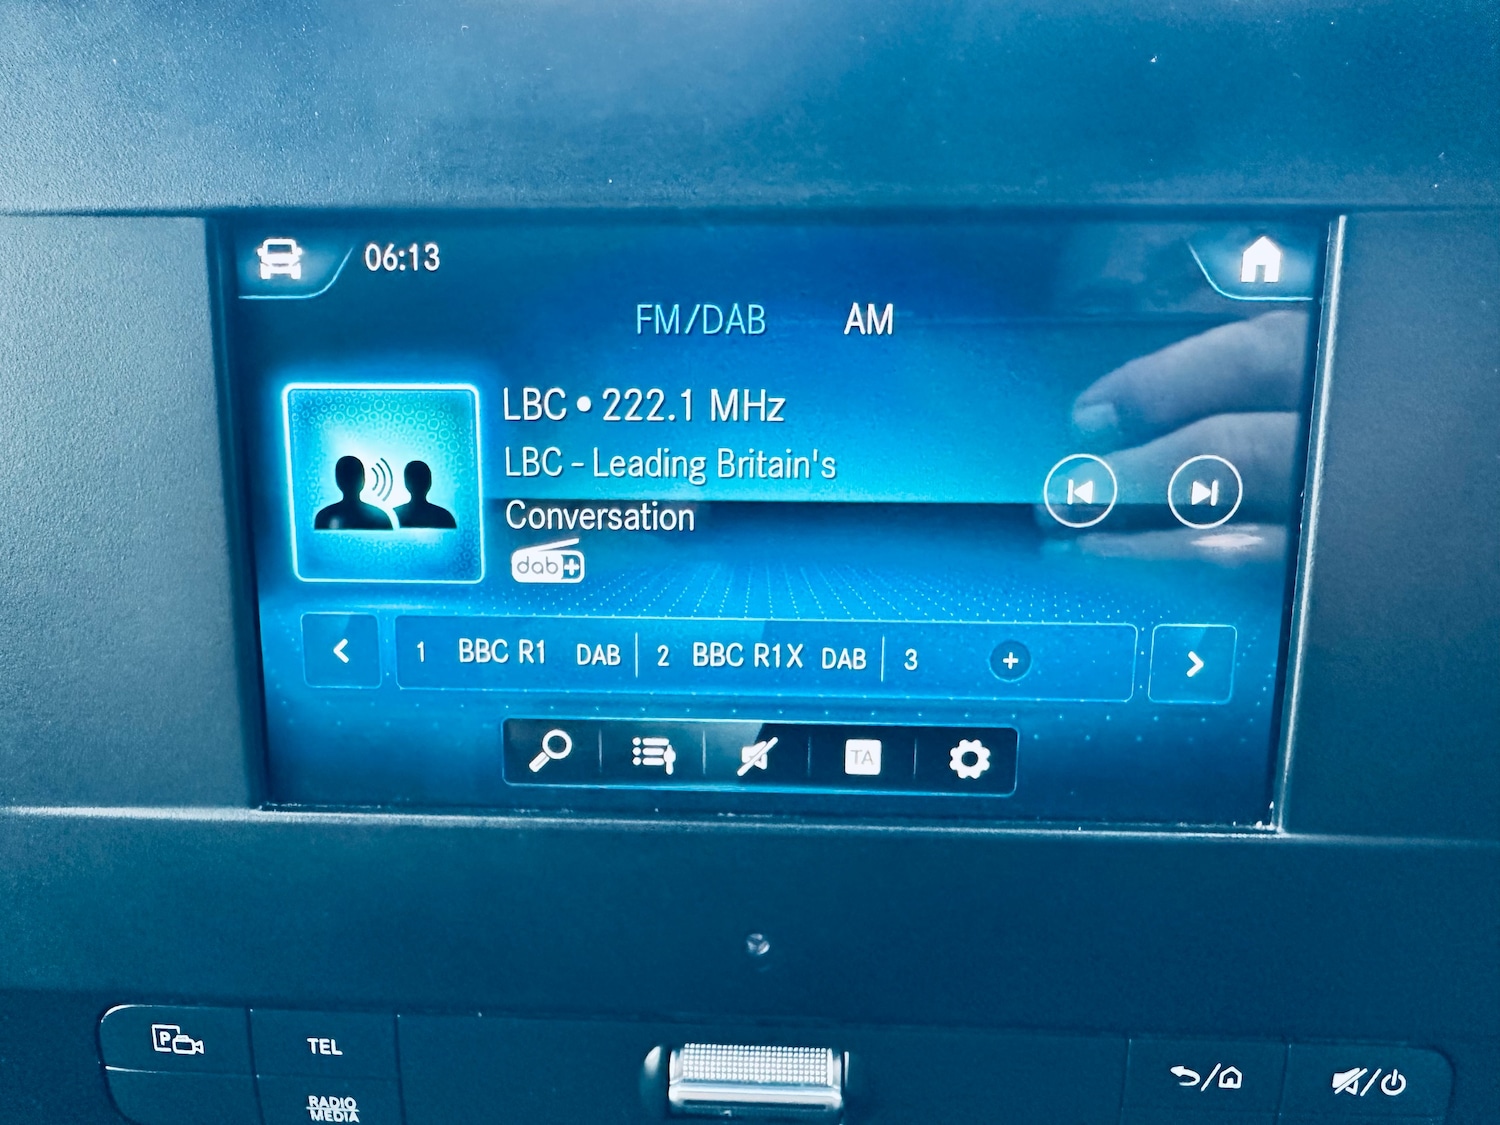 06:13
FM/DAB AM
LBC • 222.1 MHz
LBC - Leading Britain's
Conversation
dab+
1 BBC R1 DAB 2 BBC R1X DAB 3 +
TA
P
TEL
RADIO
MEDIA